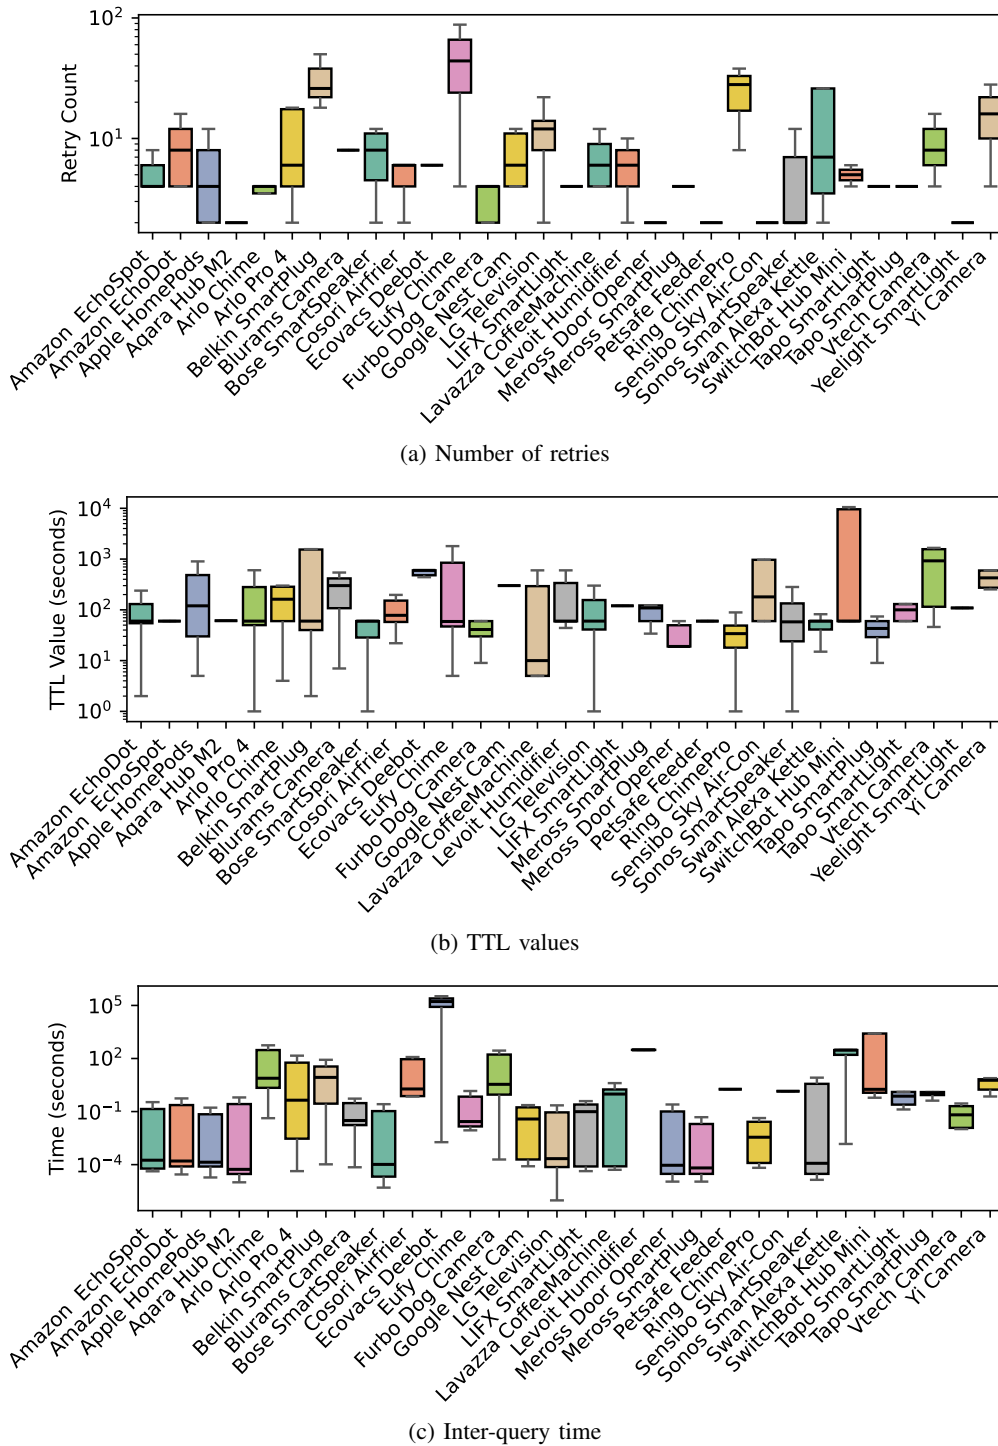 10²
10¹
Retry Count
Amazon EchoSpot
Amazon EchoDot
Apple HomePods
Aqara Hub M2
Arlo Chime
Arlo Pro 4
Belkin SmartPlug
Blurams Camera
Bose SmartSpeaker
Cosori Airfrier
Ecovacs Deebot
Eufy Chime
Furbo Dog Camera
Google Nest Cam
LG Television
LIFX SmartLight
Lavazza CoffeeMachine
Levoit Humidifier
Meross Door Opener
Meross SmartPlug
Petsafe Feeder
Ring ChimePro
Sensibo Sky Air-Con
Sonos SmartSpeaker
Swan Alexa Kettle
SwitchBot Hub Mini
Tapo SmartLight
Tapo SmartPlug
Vtech Camera
Yeelight SmartLight
Yi Camera
(a) Number of retries
10⁴
10³
10²
10¹
10⁰
TTL Value (seconds)
Amazon EchoDot
Amazon EchoSpot
Apple HomePods
Aqara Hub M2
Arlo Pro 4
Arlo Chime
Belkin SmartPlug
Blurams Camera
Bose SmartSpeaker
Cosori Airfrier
Ecovacs Deebot
Eufy Chime
Furbo Dog Camera
Google Nest Cam
Lavazza CoffeeMachine
Levoit Humidifier
LG Television
LIFX SmartLight
Meross SmartPlug
Meross Door Opener
Petsafe Feeder
Ring ChimePro
Sensibo Sky Air-Con
Sonos SmartSpeaker
Swan Alexa Kettle
SwitchBot Hub Mini
Tapo SmartPlug
Tapo SmartLight
Vtech Camera
Yeelight SmartLight
Yi Camera
(b) TTL values
10⁵
10²
10⁻¹
10⁻⁴
Time (seconds)
Amazon EchoSpot
Amazon EchoDot
Apple HomePods
Aqara Hub M2
Arlo Chime
Arlo Pro 4
Belkin SmartPlug
Blurams Camera
Bose SmartSpeaker
Cosori Airfrier
Ecovacs Deebot
Eufy Chime
Furbo Dog Camera
Google Nest Cam
LG Television
LIFX SmartLight
Lavazza CoffeeMachine
Levoit Humidifier
Meross Door Opener
Meross SmartPlug
Petsafe Feeder
Ring ChimePro
Sensibo Sky Air-Con
Sonos SmartSpeaker
Swan Alexa Kettle
SwitchBot Hub Mini
Tapo SmartLight
Tapo SmartPlug
Vtech Camera
Yi Camera
(c) Inter-query time